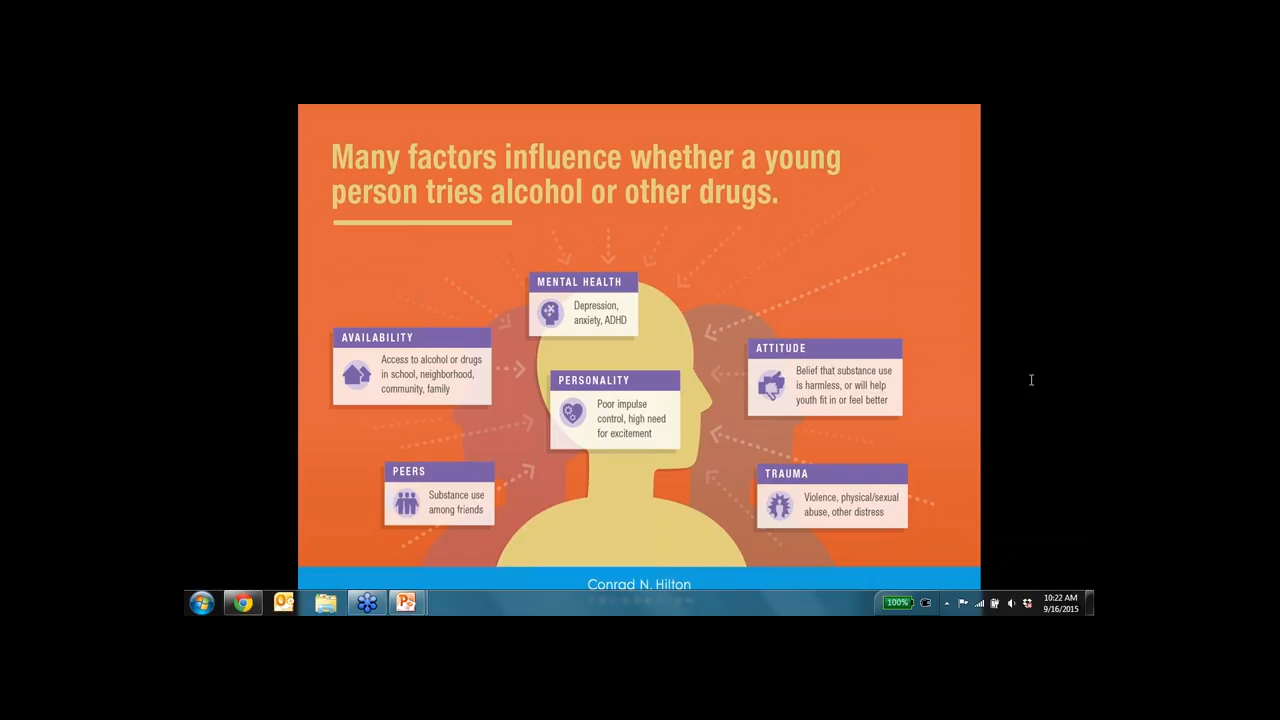 Many factors influence whether a young
person tries alcohol or other drugs.
MENTAL HEALTH
Depression,
anxiety, ADHD
AVAILABILITY
Access to alcohol or drugs
in school, neighborhood,
community, family
ATTITUDE
Belief that substance use
is harmless, or will help
youth fit in or feel better
PERSONALITY
Poor impulse
control, high need
for excitement
PEERS
Substance use
among friends
TRAUMA
Violence, physical/sexual
abuse, other distress
Conrad N. Hilton
100%
10:22 AM
9/16/2015